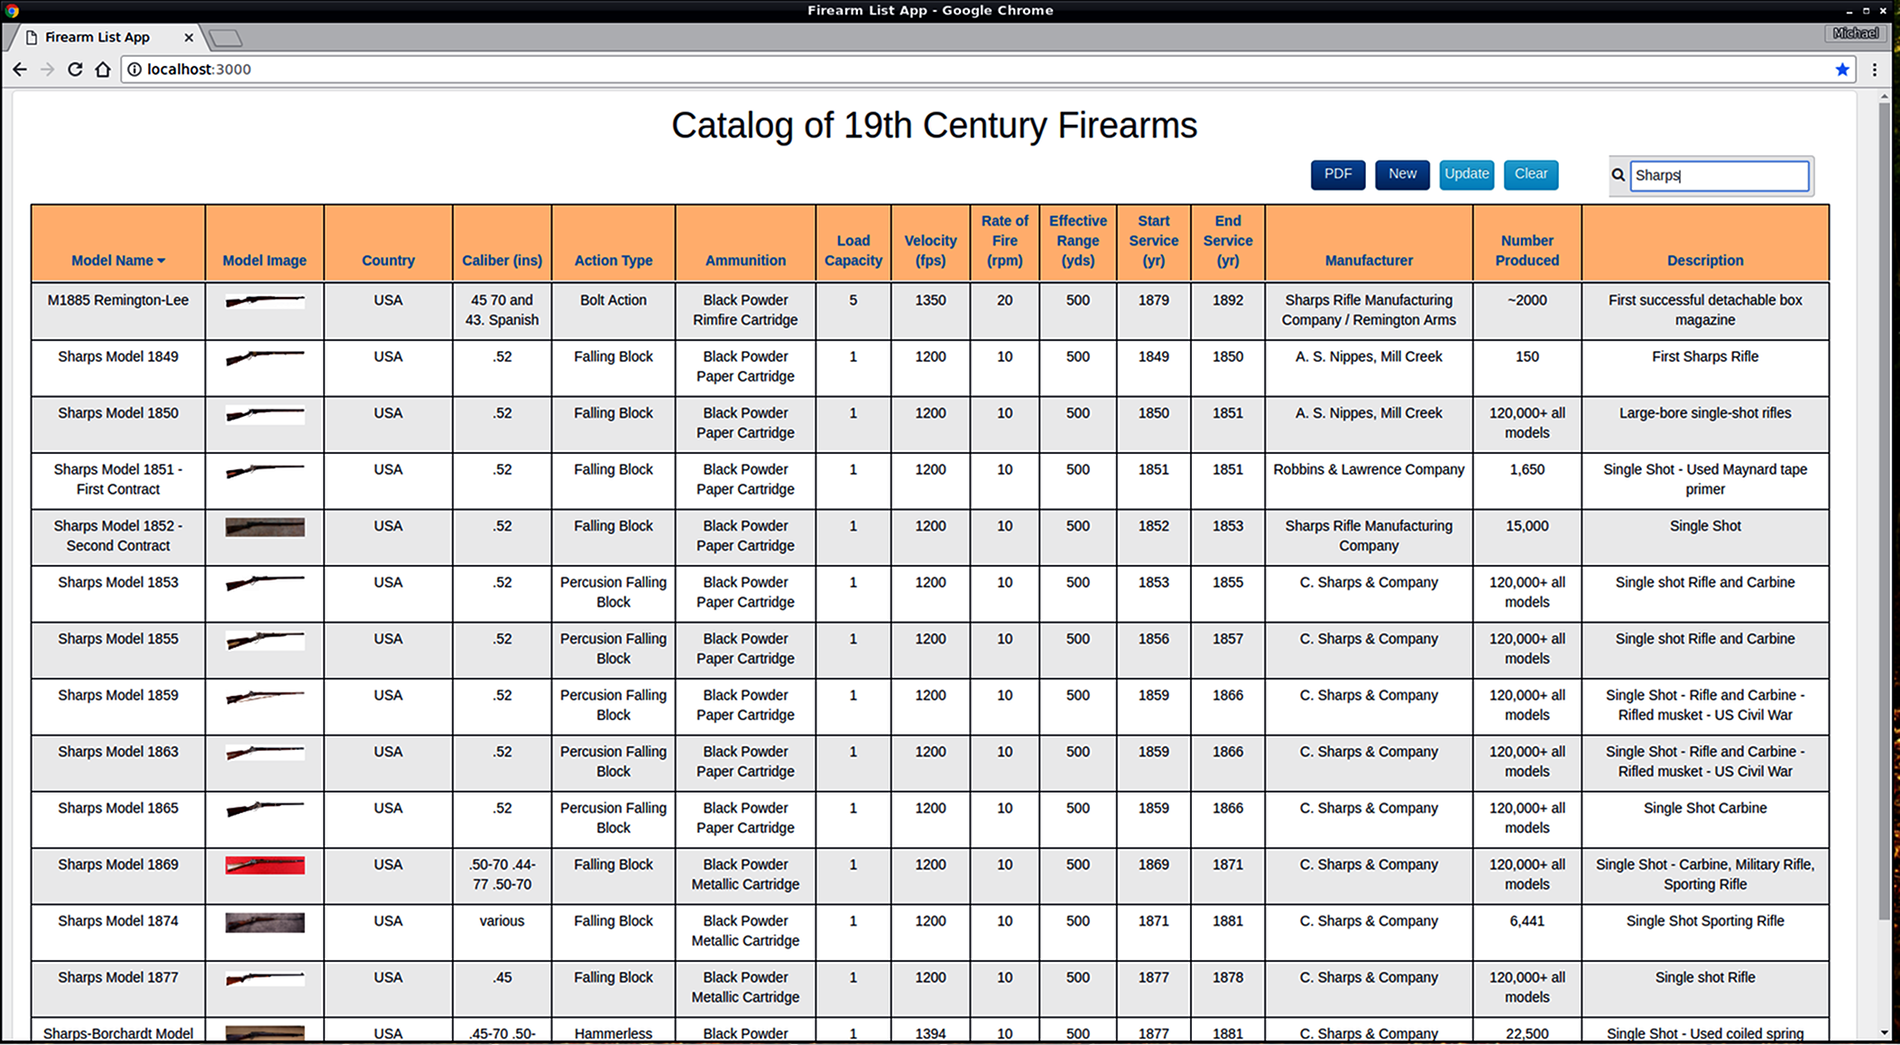 Firearm List App - Google Chrome
Firearm List App
Michael
localhost:3000
Catalog of 19th Century Firearms
PDF New Update Clear Sharps
Model Name Model Image Country Caliber (ins) Action Type Ammunition Load Capacity Velocity (fps) Rate of Fire (rpm) Effective Range (yds) Start Service (yr) End Service (yr) Manufacturer Number Produced Description
M1885 Remington-Lee USA 45 70 and 43. Spanish Bolt Action Black Powder Rimfire Cartridge 5 1350 20 500 1879 1892 Sharps Rifle Manufacturing Company / Remington Arms ~2000 First successful detachable box magazine
Sharps Model 1849 USA .52 Falling Block Black Powder Paper Cartridge 1 1200 10 500 1849 1850 A. S. Nippes, Mill Creek 150 First Sharps Rifle
Sharps Model 1850 USA .52 Falling Block Black Powder Paper Cartridge 1 1200 10 500 1850 1851 A. S. Nippes, Mill Creek 120,000+ all models Large-bore single-shot rifles
Sharps Model 1851 - First Contract USA .52 Falling Block Black Powder Paper Cartridge 1 1200 10 500 1851 1851 Robbins & Lawrence Company 1,650 Single Shot - Used Maynard tape primer
Sharps Model 1852 - Second Contract USA .52 Falling Block Black Powder Paper Cartridge 1 1200 10 500 1852 1853 Sharps Rifle Manufacturing Company 15,000 Single Shot
Sharps Model 1853 USA .52 Percusion Falling Block Black Powder Paper Cartridge 1 1200 10 500 1853 1855 C. Sharps & Company 120,000+ all models Single shot Rifle and Carbine
Sharps Model 1855 USA .52 Percusion Falling Block Black Powder Paper Cartridge 1 1200 10 500 1856 1857 C. Sharps & Company 120,000+ all models Single shot Rifle and Carbine
Sharps Model 1859 USA .52 Percusion Falling Block Black Powder Paper Cartridge 1 1200 10 500 1859 1866 C. Sharps & Company 120,000+ all models Single Shot - Rifle and Carbine - Rifled musket - US Civil War
Sharps Model 1863 USA .52 Percusion Falling Block Black Powder Paper Cartridge 1 1200 10 500 1859 1866 C. Sharps & Company 120,000+ all models Single Shot - Rifle and Carbine - Rifled musket - US Civil War
Sharps Model 1865 USA .52 Percusion Falling Block Black Powder Paper Cartridge 1 1200 10 500 1859 1866 C. Sharps & Company 120,000+ all models Single Shot Carbine
Sharps Model 1869 USA .50-70 .44-77 .50-70 Falling Block Black Powder Metallic Cartridge 1 1200 10 500 1869 1871 C. Sharps & Company 120,000+ all models Single Shot - Carbine, Military Rifle, Sporting Rifle
Sharps Model 1874 USA various Falling Block Black Powder Metallic Cartridge 1 1200 10 500 1871 1881 C. Sharps & Company 6,441 Single Shot Sporting Rifle
Sharps Model 1877 USA .45 Falling Block Black Powder Metallic Cartridge 1 1200 10 500 1877 1878 C. Sharps & Company 120,000+ all models Single shot Rifle
Sharps-Borchardt Model USA .45-70 .50- Hammerless Black Powder 1 1394 10 500 1877 1881 C. Sharps & Company 22,500 Single Shot - Used coiled spring